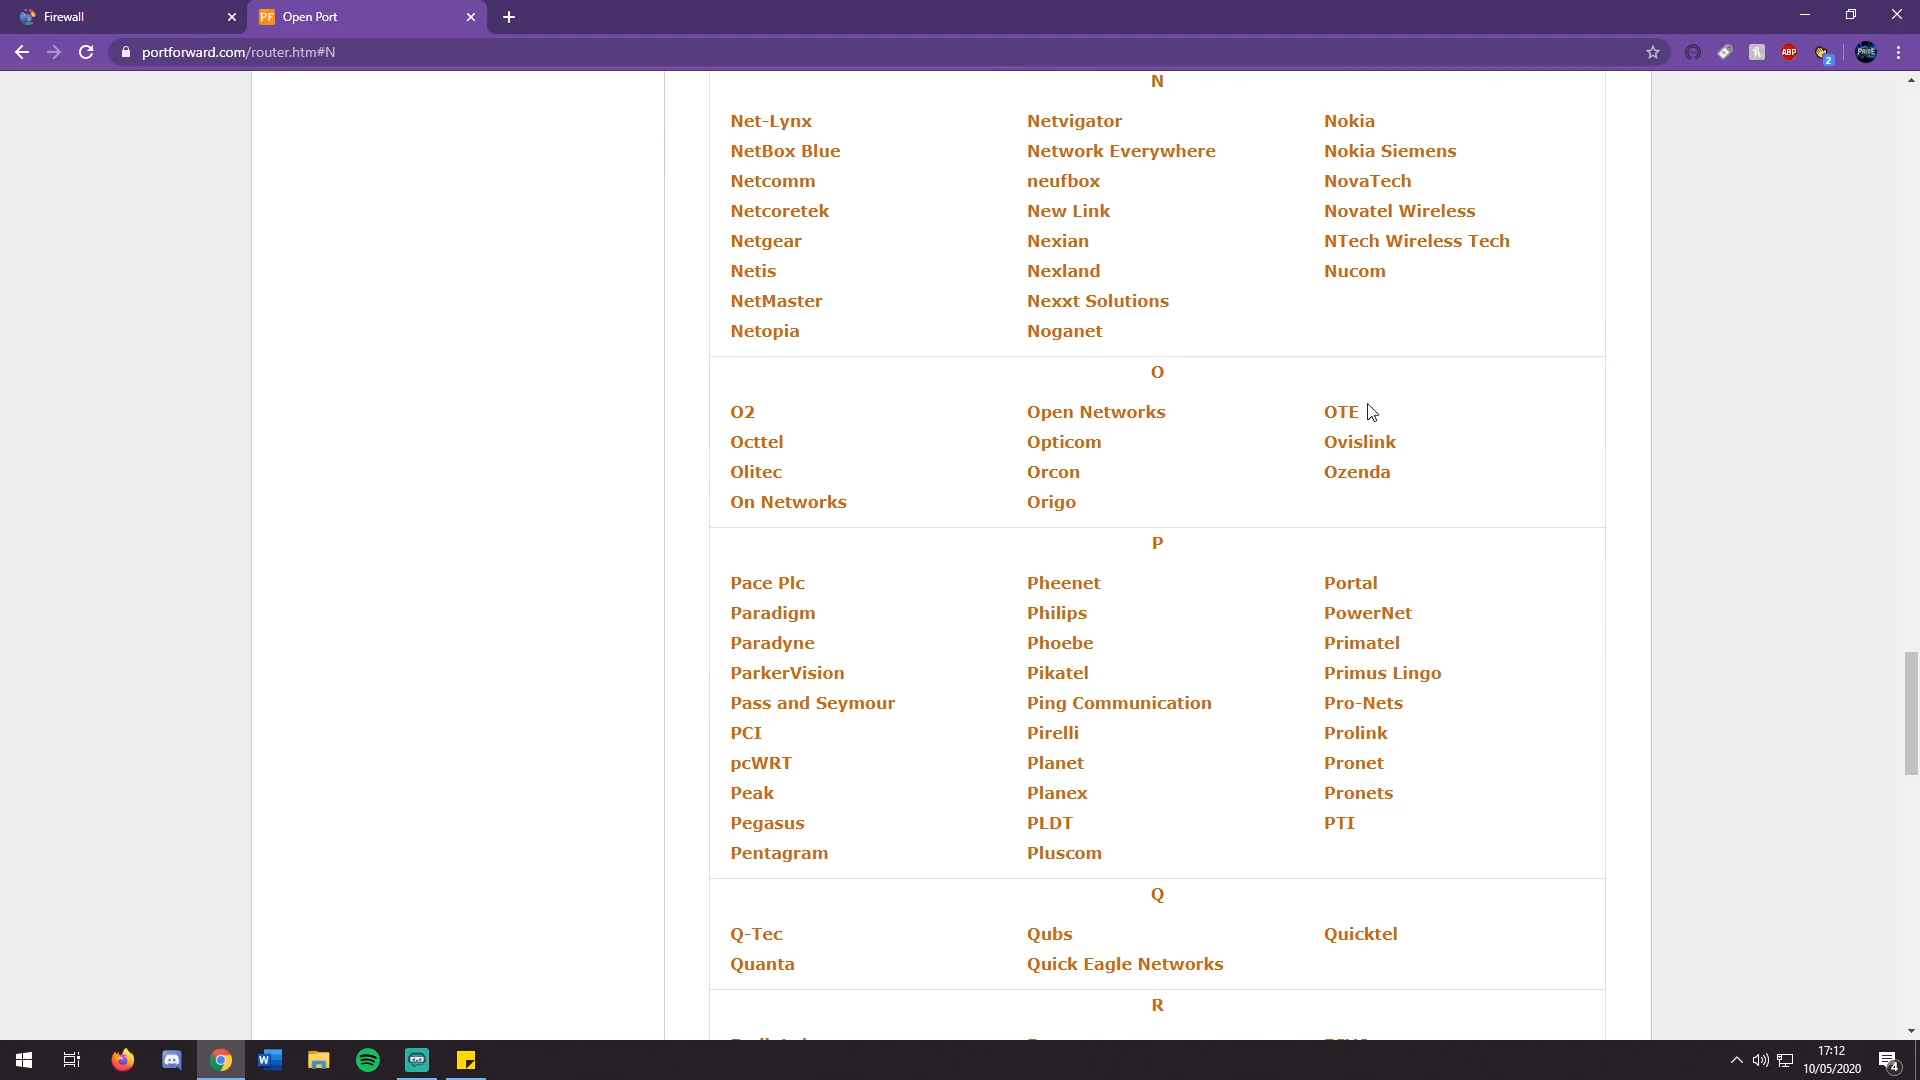 Firewall
PF Open Port
portforward.com/router.htm#N
ABP
2
PRIDE
N
Net-Lynx Netvigator Nokia
NetBox Blue Network Everywhere Nokia Siemens
Netcomm neufbox NovaTech
Netcoretek New Link Novatel Wireless
Netgear Nexian NTech Wireless Tech
Netis Nexland Nucom
NetMaster Nexxt Solutions
Netopia Noganet
O
O2 Open Networks OTE
Octtel Opticom Ovislink
Olitec Orcon Ozenda
On Networks Origo
P
Pace Plc Pheenet Portal
Paradigm Philips PowerNet
Paradyne Phoebe Primatel
ParkerVision Pikatel Primus Lingo
Pass and Seymour Ping Communication Pro-Nets
PCI Pirelli Prolink
pcWRT Planet Pronet
Peak Planex Pronets
Pegasus PLDT PTI
Pentagram Pluscom
Q
Q-Tec Qubs Quicktel
Quanta Quick Eagle Networks
R
17:12
10/05/2020
4